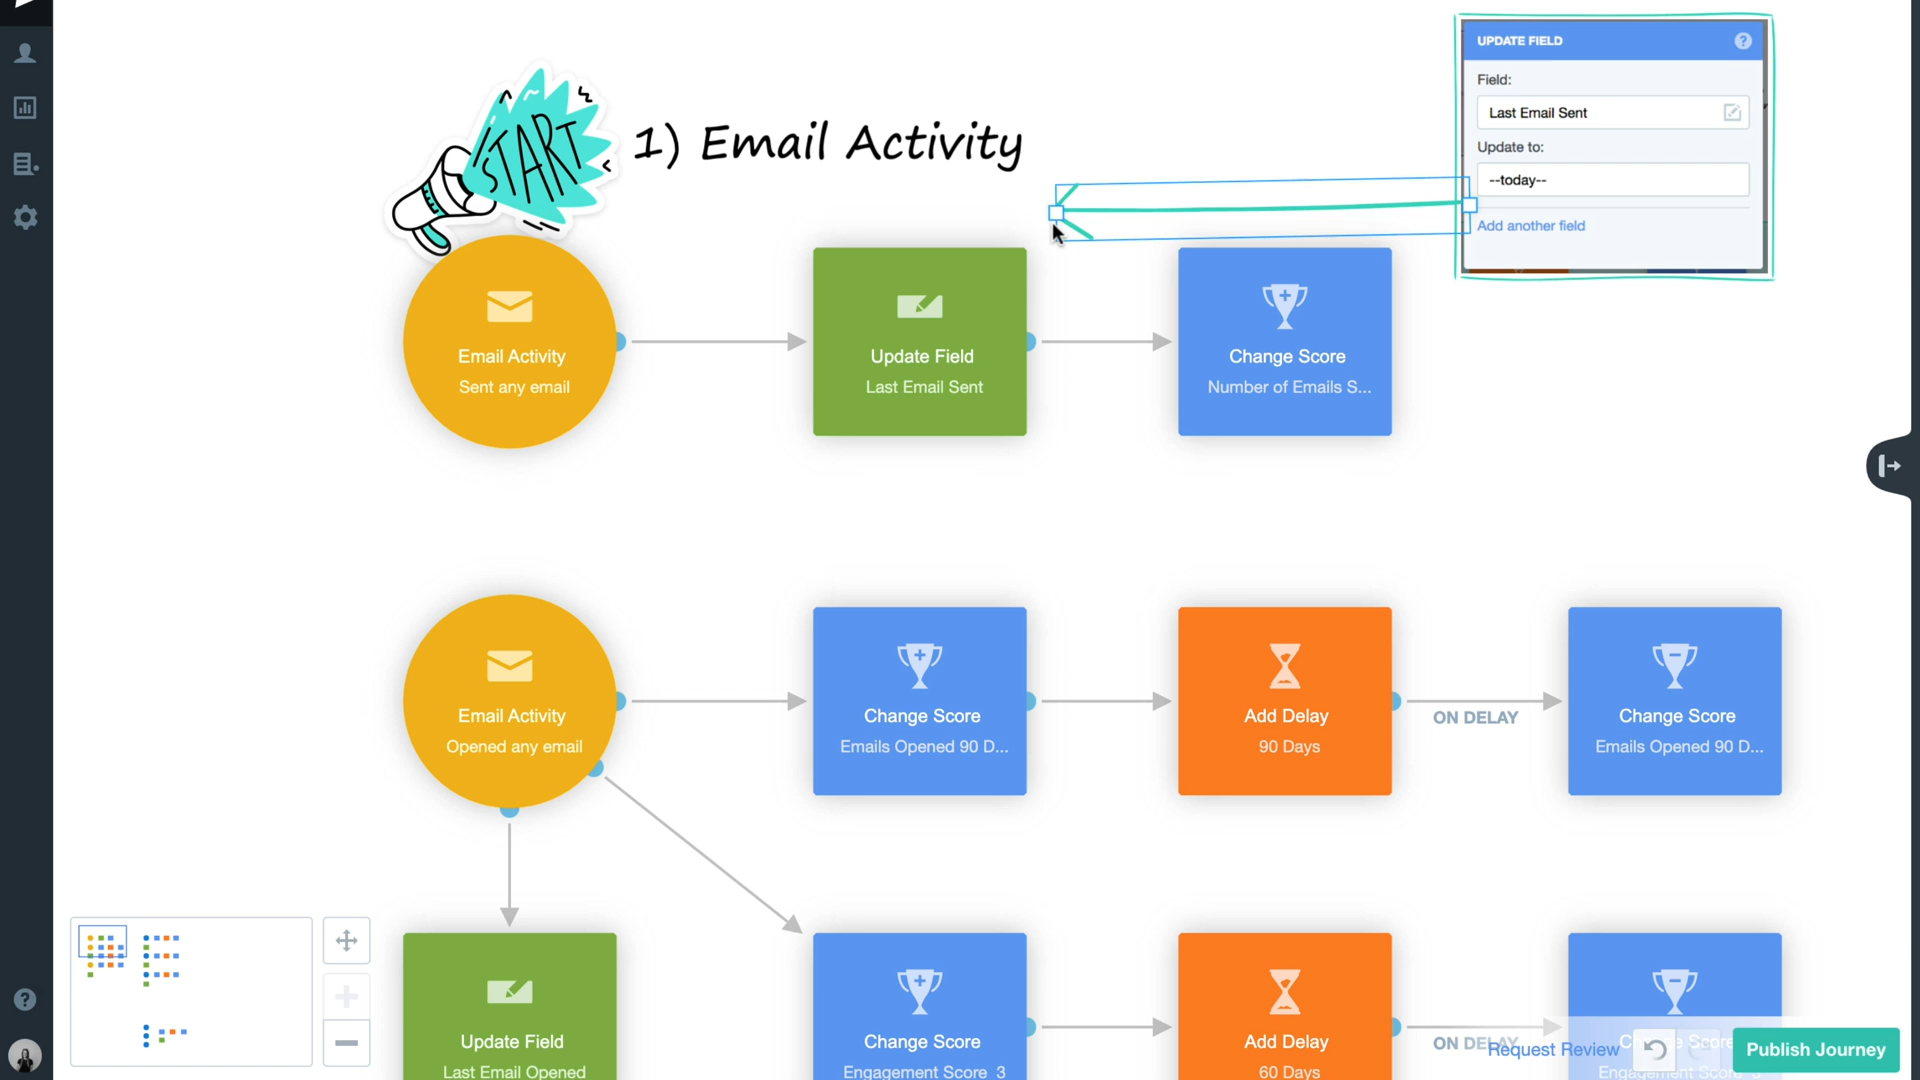 UPDATE FIELD
?
Field:
Last Email Sent
Update to:
--today--
Add another field
START
1) Email Activity
Email Activity
Sent any email
Update Field
Last Email Sent
Change Score
Number of Emails S...
Email Activity
Opened any email
Change Score
Emails Opened 90 D...
Add Delay
90 Days
ON DELAY
Change Score
Emails Opened 90 D...
Update Field
Last Email Opened
Change Score
Engagement Score 3
Add Delay
60 Days
ON DELAY
Request Review
Publish Journey
?